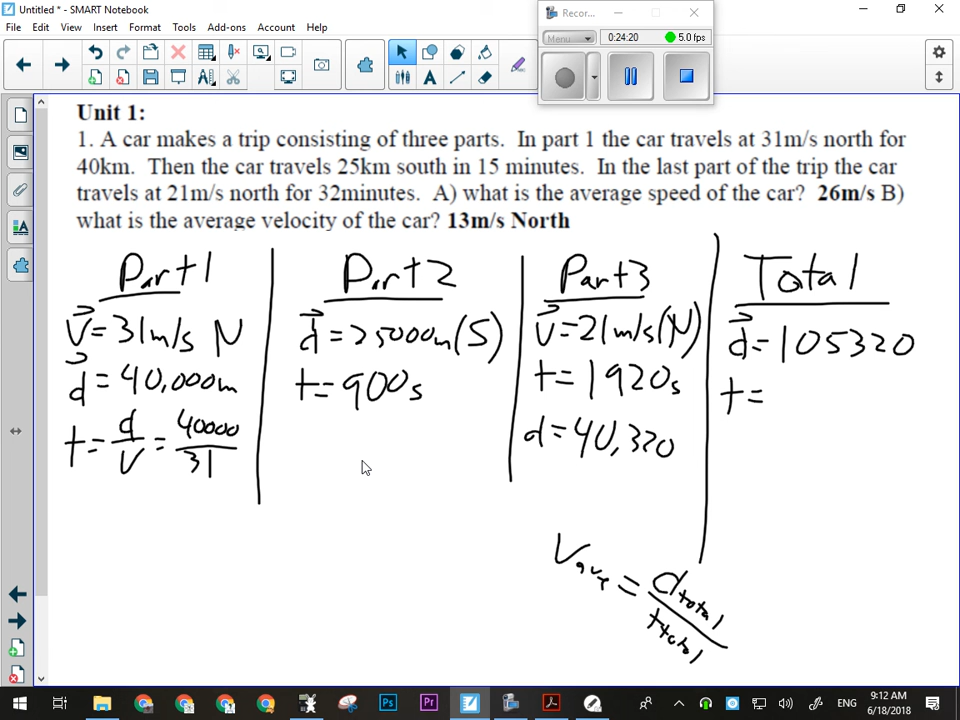 Untitled * - SMART Notebook
File Edit View Insert Format Tools Add-ons Account Help
Recor...
Menu
0:24:20
5.0 fps
Unit 1:
1. A car makes a trip consisting of three parts. In part 1 the car travels at 31m/s north for
40km. Then the car travels 25km south in 15 minutes. In the last part of the trip the car
travels at 21m/s north for 32minutes. A) what is the average speed of the car? 26m/s B)
what is the average velocity of the car? 13m/s North
Part 1
V = 31m/s N
d = 40,000m
t = d/V = 40000/31
Part 2
d = 25000m (S)
t = 900s
Part 3
V = 21m/s (N)
t = 1920s
d = 40,320
Total
d = 105320
t =
Vave = dtotal/ttotal
ENG
9:12 AM
6/18/2018